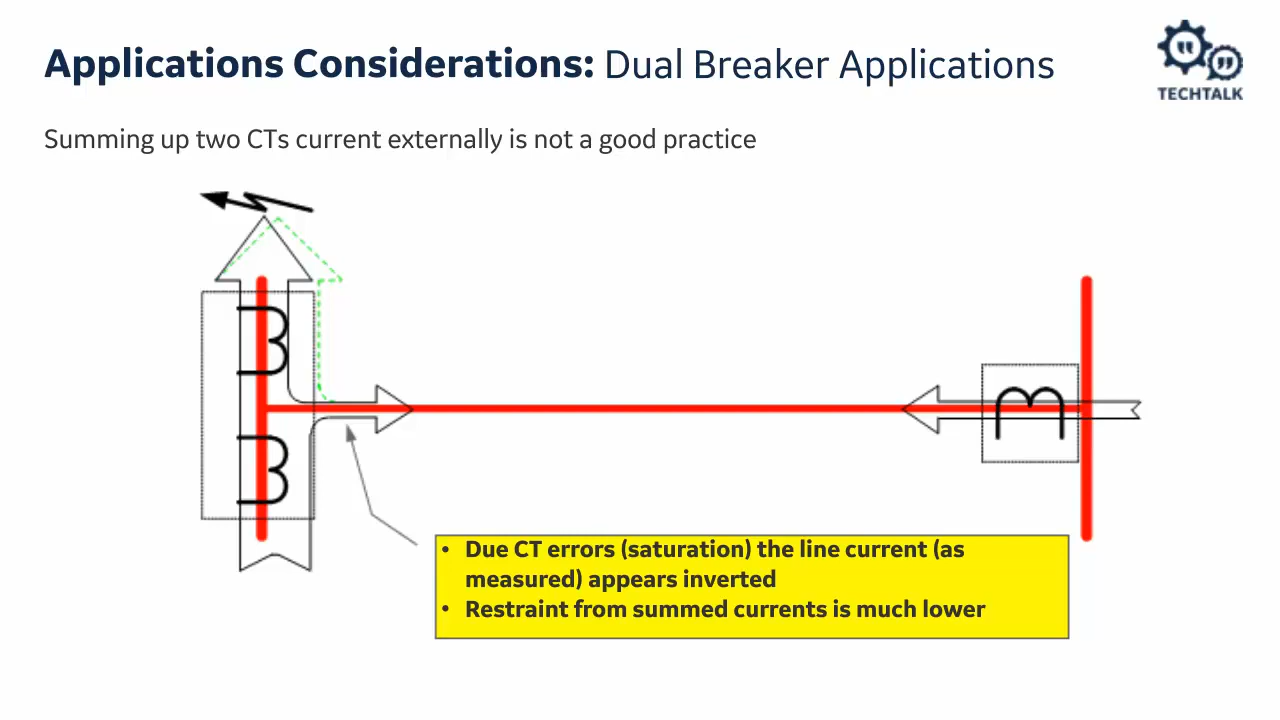 Applications Considerations: Dual Breaker Applications
TECHTALK
Summing up two CTs current externally is not a good practice
• Due CT errors (saturation) the line current (as
measured) appears inverted
• Restraint from summed currents is much lower